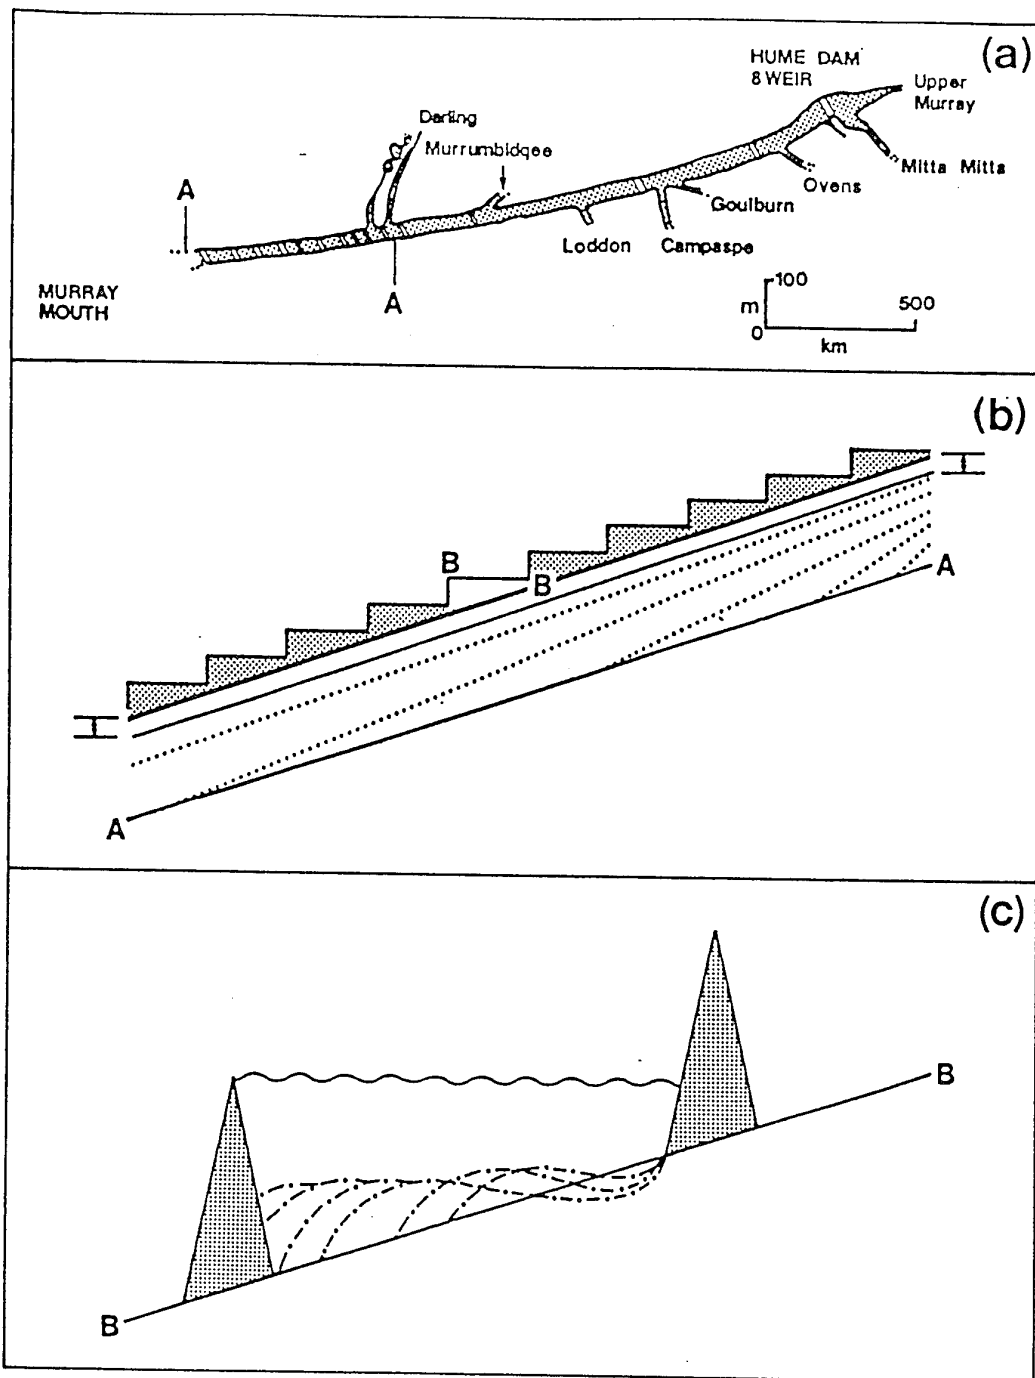 (a)
HUME DAM
8 WEIR
Upper
Murray
Darling
Murrumbidqee
Mitta Mitta
A
Ovens
Goulburn
Loddon
Campaspe
MURRAY
MOUTH
A
100
m
0
500
km
(b)
B
B
A
A
(c)
B
B